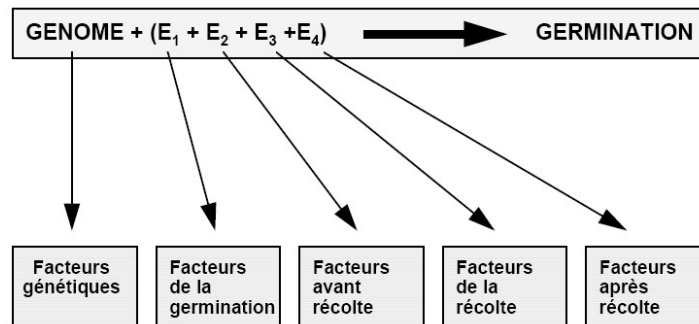 GENOME + (E₁ + E₂ + E₃ +E₄) GERMINATION
Facteurs
génétiques
Facteurs
de la
germination
Facteurs
avant
récolte
Facteurs
de la
récolte
Facteurs
après
récolte